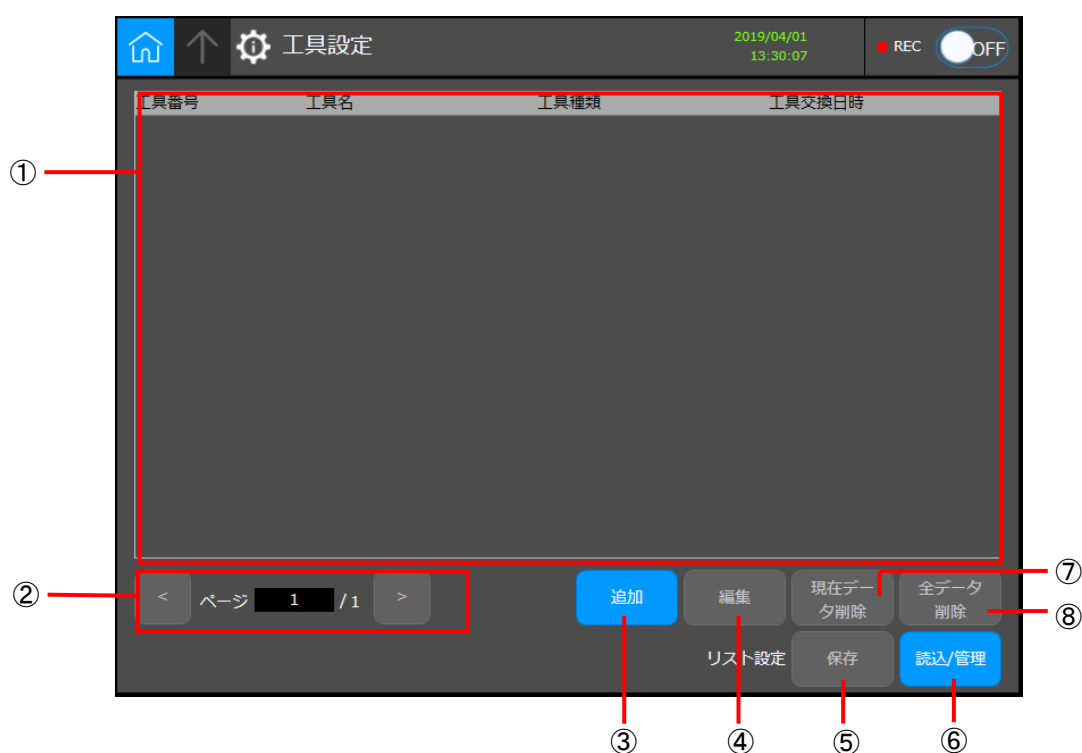 工具設定
2019/04/01
13:30:07
REC
OFF
工具番号 工具名 工具種類 工具交換日時
①
②
< ページ 1 / 1 >
追加
編集
現在デー
タ削除
全データ
削除
⑦
⑧
リスト設定
保存
読込/管理
③
④
⑤
⑥